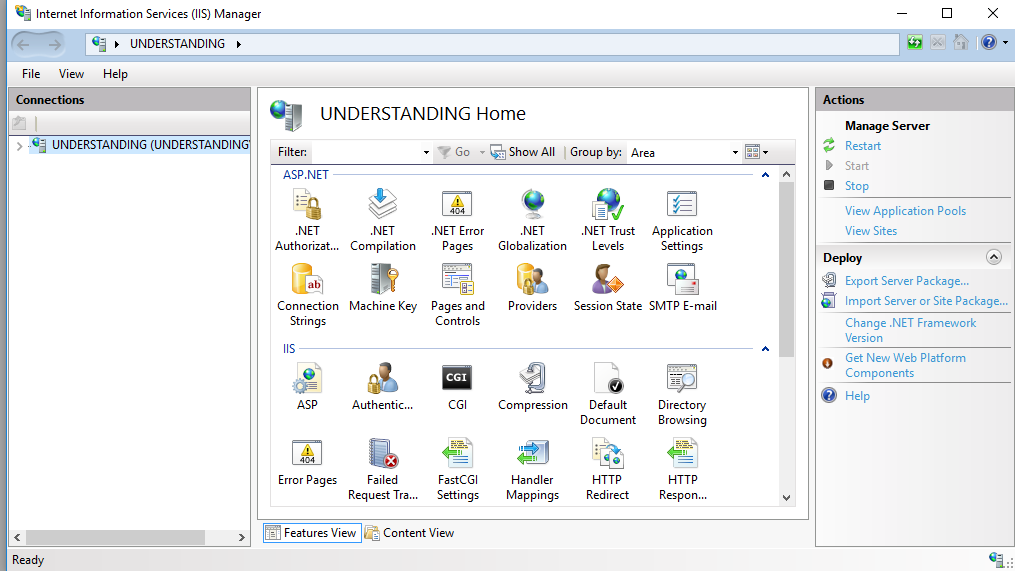 Internet Information Services (IIS) Manager
UNDERSTANDING
File View Help
Connections
UNDERSTANDING (UNDERSTANDING\
UNDERSTANDING Home
Filter: Go Show All Group by: Area
ASP.NET
.NET Authorizat...
.NET Compilation
.NET Error Pages
.NET Globalization
.NET Trust Levels
Application Settings
Connection Strings
Machine Key
Pages and Controls
Providers
Session State
SMTP E-mail
IIS
ASP
Authentic...
CGI
Compression
Default Document
Directory Browsing
Error Pages
Failed Request Tra...
FastCGI Settings
Handler Mappings
HTTP Redirect
HTTP Respon...
Features View Content View
Actions
Manage Server
Restart
Start
Stop
View Application Pools
View Sites
Deploy
Export Server Package...
Import Server or Site Package...
Change .NET Framework
Version
Get New Web Platform
Components
Help
Ready